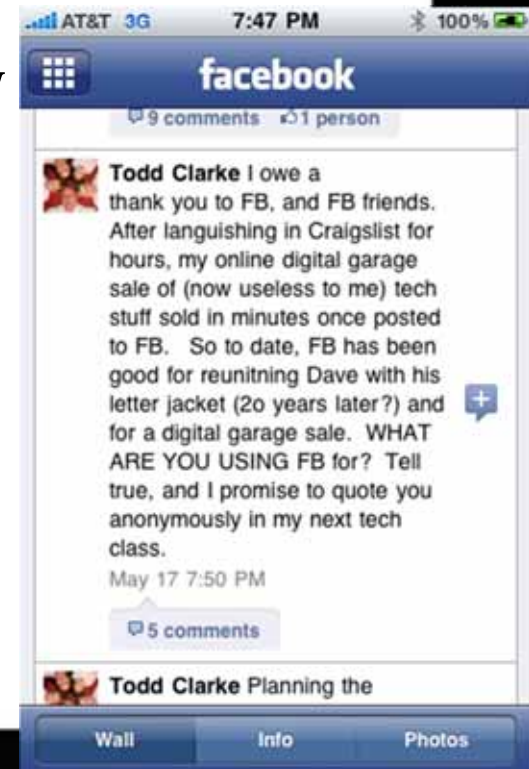 AT&T 3G 7:47 PM 100%
facebook
9 comments 1 person
Todd Clarke I owe a
thank you to FB, and FB friends.
After languishing in Craigslist for
hours, my online digital garage
sale of (now useless to me) tech
stuff sold in minutes once posted
to FB. So to date, FB has been
good for reunitning Dave with his
letter jacket (2o years later?) and
for a digital garage sale. WHAT
ARE YOU USING FB for? Tell
true, and I promise to quote you
anonymously in my next tech
class.
May 17 7:50 PM
5 comments
Todd Clarke Planning the
Wall Info Photos